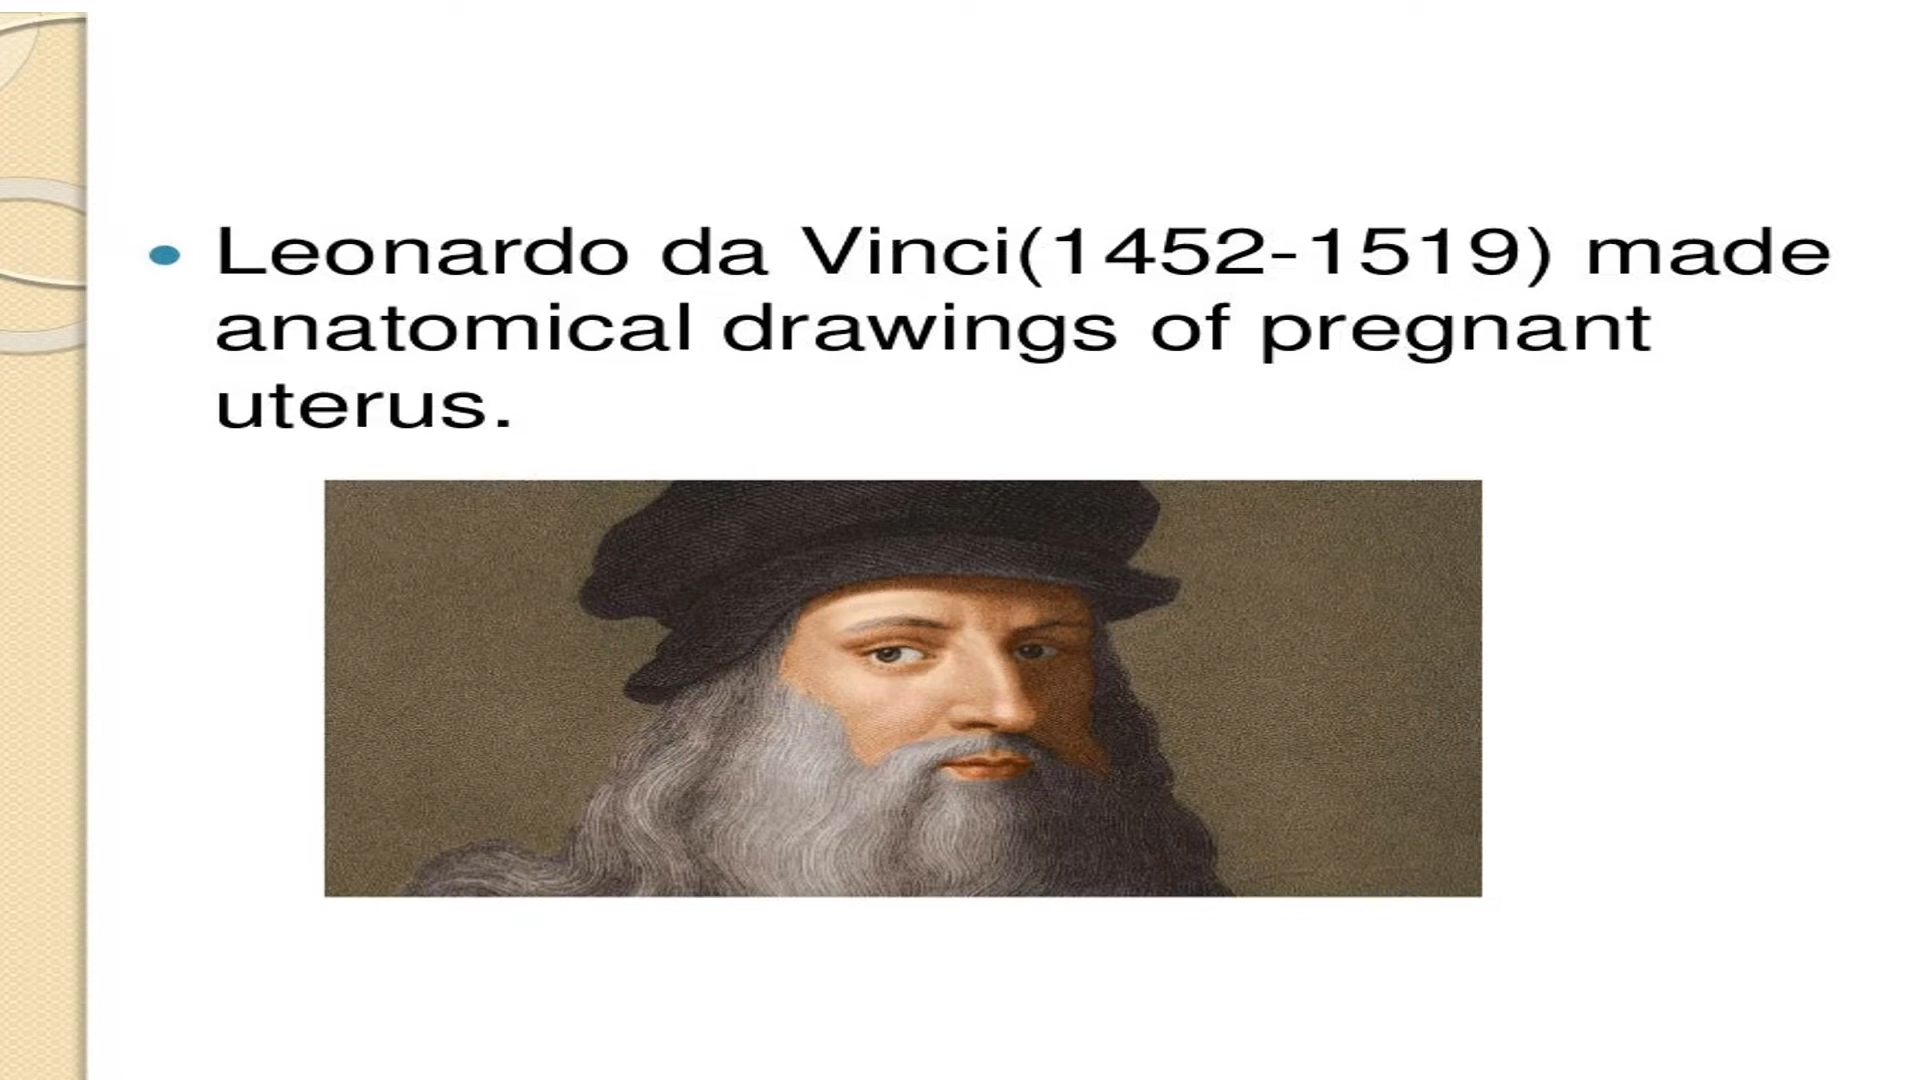 • Leonardo da Vinci(1452-1519) made
anatomical drawings of pregnant
uterus.